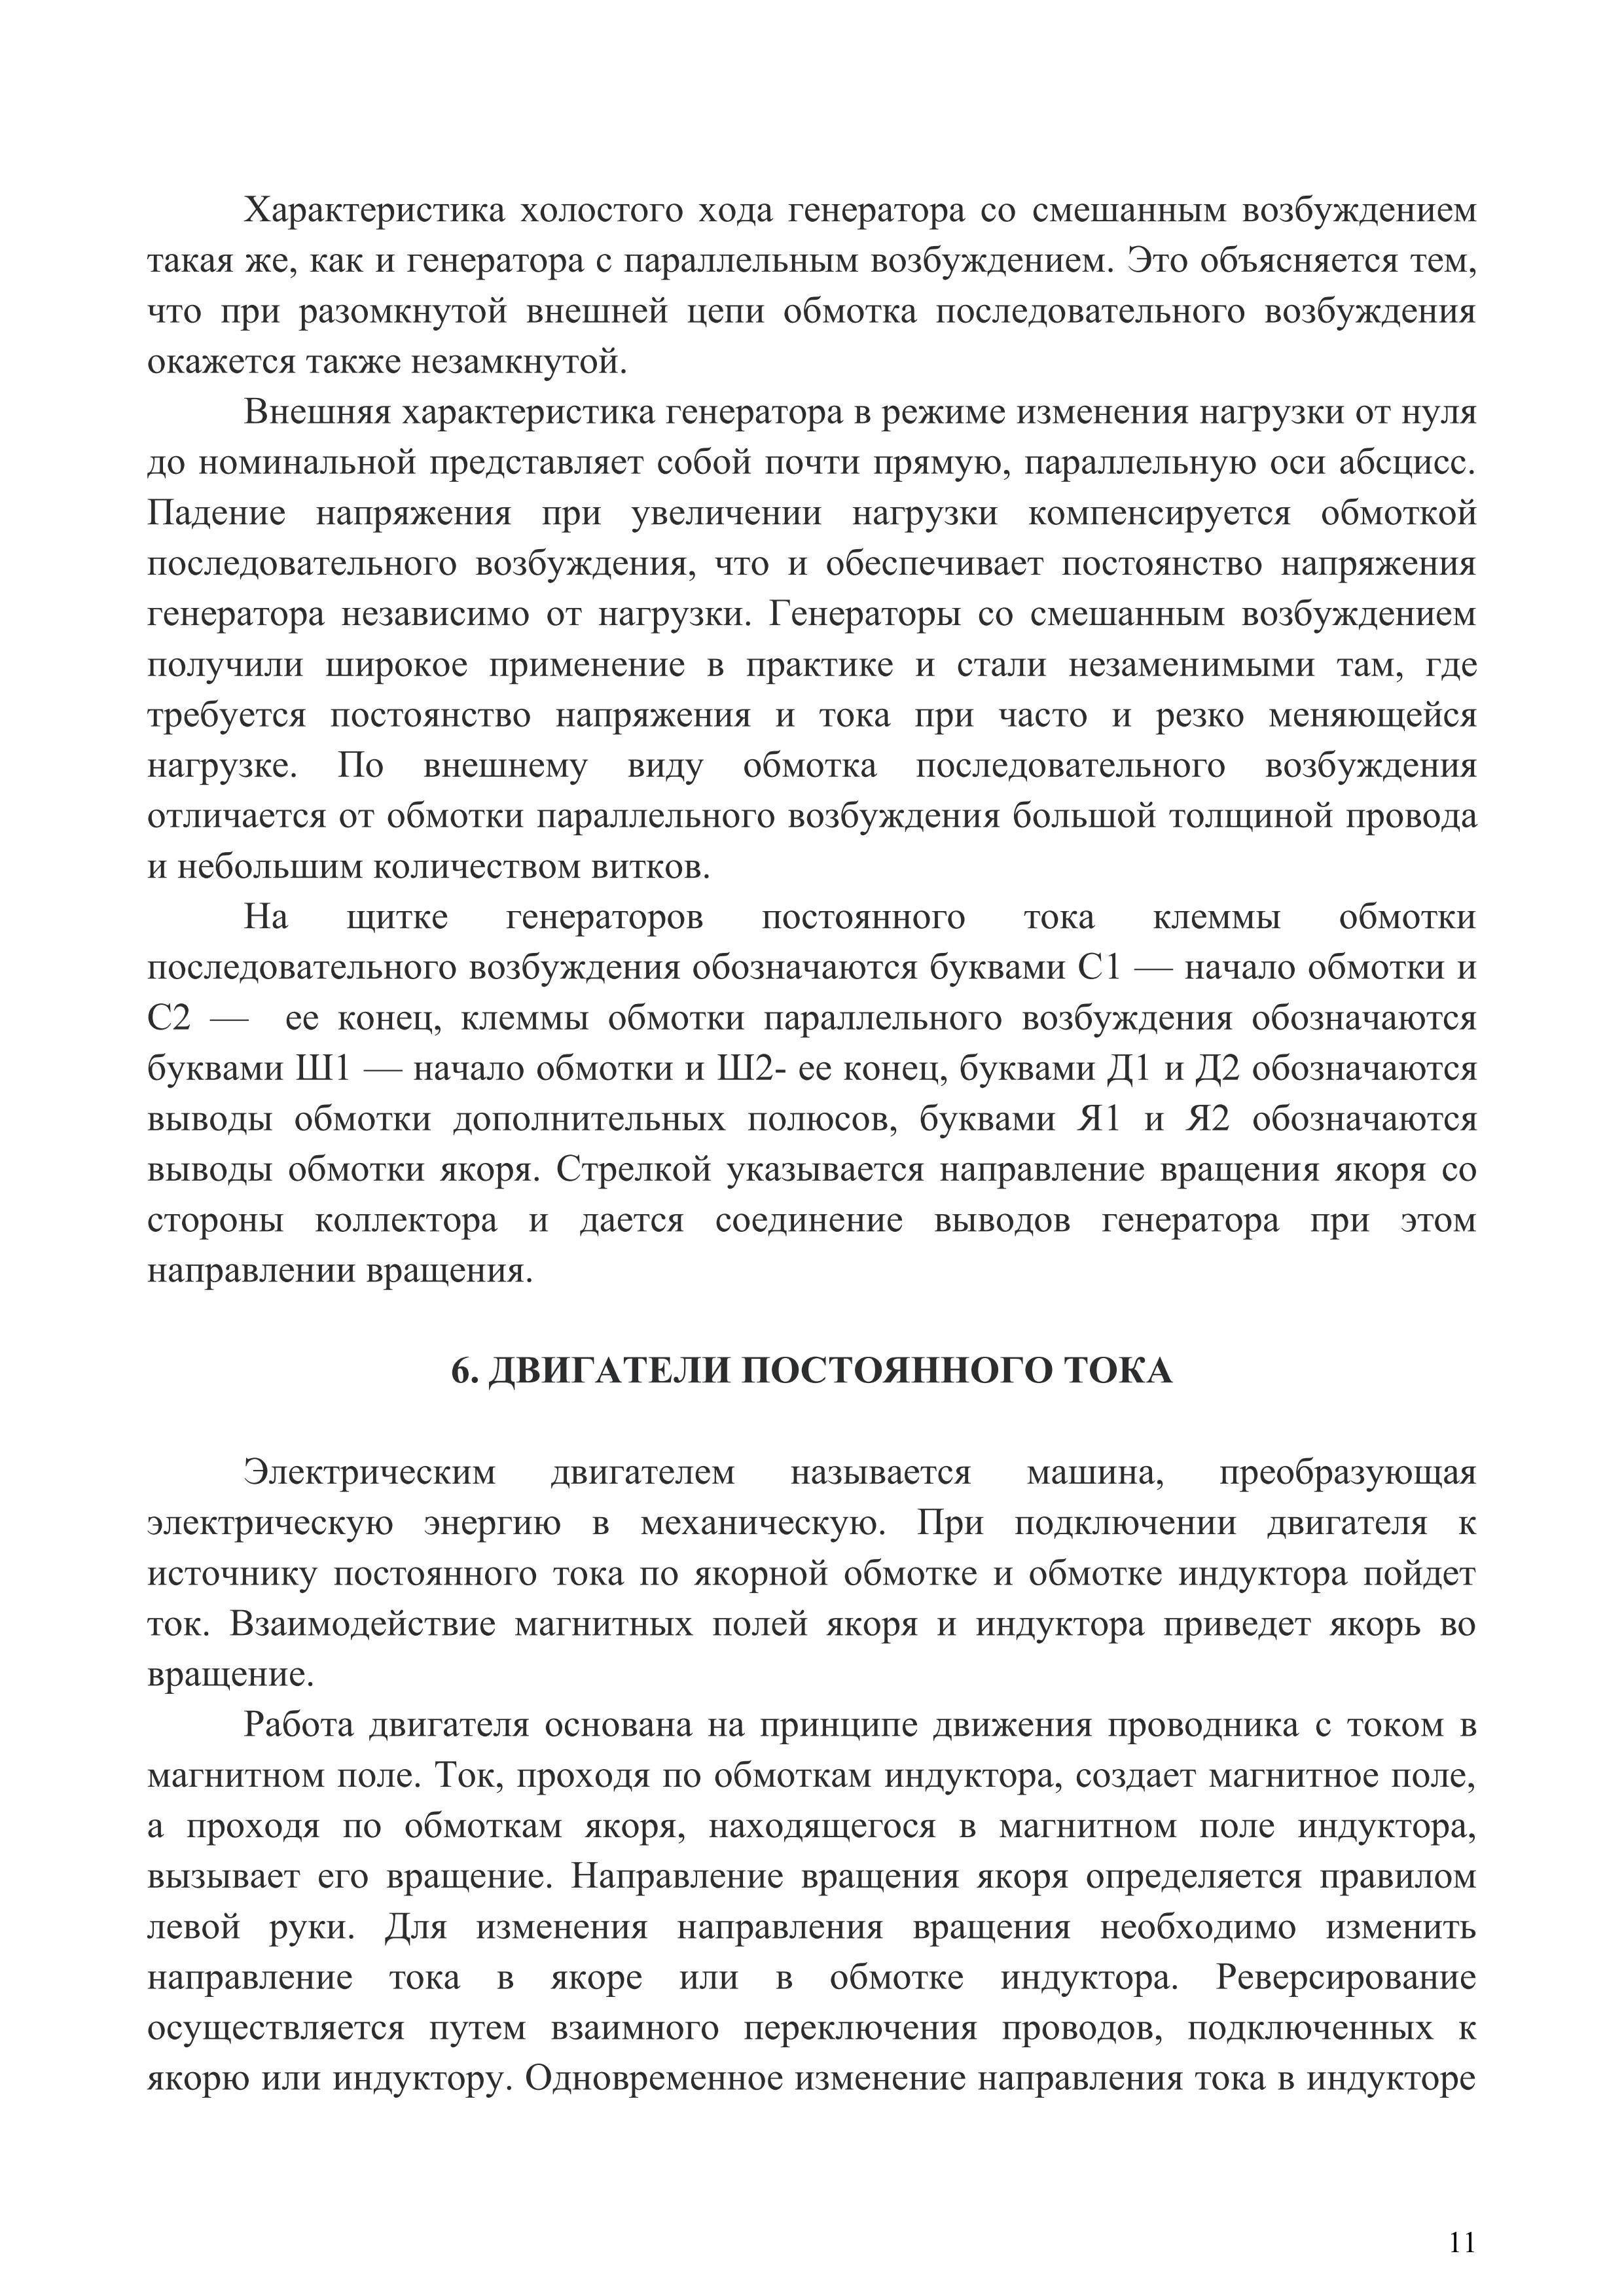 Характеристика холостого хода генератора со смешанным возбуждением
такая же, как и генератора с параллельным возбуждением. Это объясняется тем,
что при разомкнутой внешней цепи обмотка последовательного возбуждения
окажется также незамкнутой.
Внешняя характеристика генератора в режиме изменения нагрузки от нуля
до номинальной представляет собой почти прямую, параллельную оси абсцисс.
Падение напряжения при увеличении нагрузки компенсируется обмоткой
последовательного возбуждения, что и обеспечивает постоянство напряжения
генератора независимо от нагрузки. Генераторы со смешанным возбуждением
получили широкое применение в практике и стали незаменимыми там, где
требуется постоянство напряжения и тока при часто и резко меняющейся
нагрузке. По внешнему виду обмотка последовательного возбуждения
отличается от обмотки параллельного возбуждения большой толщиной провода
и небольшим количеством витков.
На щитке генераторов постоянного тока клеммы обмотки
последовательного возбуждения обозначаются буквами С1 — начало обмотки и
С2 — ее конец, клеммы обмотки параллельного возбуждения обозначаются
буквами Ш1 — начало обмотки и Ш2- ее конец, буквами Д1 и Д2 обозначаются
выводы обмотки дополнительных полюсов, буквами Я1 и Я2 обозначаются
выводы обмотки якоря. Стрелкой указывается направление вращения якоря со
стороны коллектора и дается соединение выводов генератора при этом
направлении вращения.
6. ДВИГАТЕЛИ ПОСТОЯННОГО ТОКА
Электрическим двигателем называется машина, преобразующая
электрическую энергию в механическую. При подключении двигателя к
источнику постоянного тока по якорной обмотке и обмотке индуктора пойдет
ток. Взаимодействие магнитных полей якоря и индуктора приведет якорь во
вращение.
Работа двигателя основана на принципе движения проводника с током в
магнитном поле. Ток, проходя по обмоткам индуктора, создает магнитное поле,
а проходя по обмоткам якоря, находящегося в магнитном поле индуктора,
вызывает его вращение. Направление вращения якоря определяется правилом
левой руки. Для изменения направления вращения необходимо изменить
направление тока в якоре или в обмотке индуктора. Реверсирование
осуществляется путем взаимного переключения проводов, подключенных к
якорю или индуктору. Одновременное изменение направления тока в индукторе
11